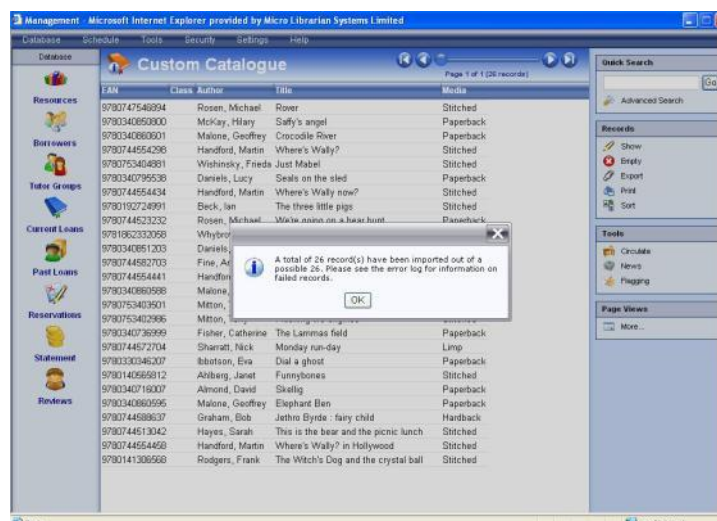 Management - Microsoft Internet Explorer provided by Micro Librarian Systems Limited
Database Schedule Tools Security Settings Help
Database
Resources
Borrowers
Tutor Groups
Current Loans
Past Loans
Reservations
Statement
Reviews
Custom Catalogue
Page 1 of 1 (26 records)
EAN Class Author Title Media
9780747546894 Rosen, Michael Rover Stitched
9780340850800 McKay, Hilary Saffy's angel Paperback
9780340860601 Malone, Geoffrey Crocodile River Paperback
9780744554298 Handford, Martin Where's Wally? Stitched
9780753404881 Wishinsky, Frieda Just Mabel Stitched
9780340795538 Daniels, Lucy Seals on the sled Paperback
9780744554434 Handford, Martin Where's Wally now? Stitched
9780192724991 Beck, Ian The three little pigs Stitched
9780744523232 Rosen, Michael We're going on a bear hunt Paperback
9781862332058
9780340851203 Daniels,
9780744582703 Fine,
9780744554441
9780340860588 Malone,
9780753403501 Mitton,
9780753402986 Mitton,
9780340736999 Fisher, Catherine The Lammas field Paperback
9780744572704 Sharratt, Nick Monday run-day Limp
9780330346207 Ibbotson, Eva Dial a ghost Paperback
9780140565812 Ahlberg, Janet Funnybones Stitched
9780340716007 Almond, David Skellig Paperback
9780340860595 Malone, Geoffrey Elephant Ben Paperback
9780744588637 Graham, Bob Jethro Byrde : fairy child Hardback
9780744513042 Hayes, Sarah This is the bear and the picnic lunch Stitched
9780744554458 Handford, Martin Where's Wally? in Hollywood Stitched
9780141306568 Rodgers, Frank The Witch's Dog and the crystal ball Stitched
A total of 26 record(s) have been imported out of a
possible 26. Please see the error log for information on
failed records.
OK
Quick Search
Go
Advanced Search
Records
Show
Empty
Export
Print
Sort
Tools
Circulate
News
Flagging
Page Views
More...